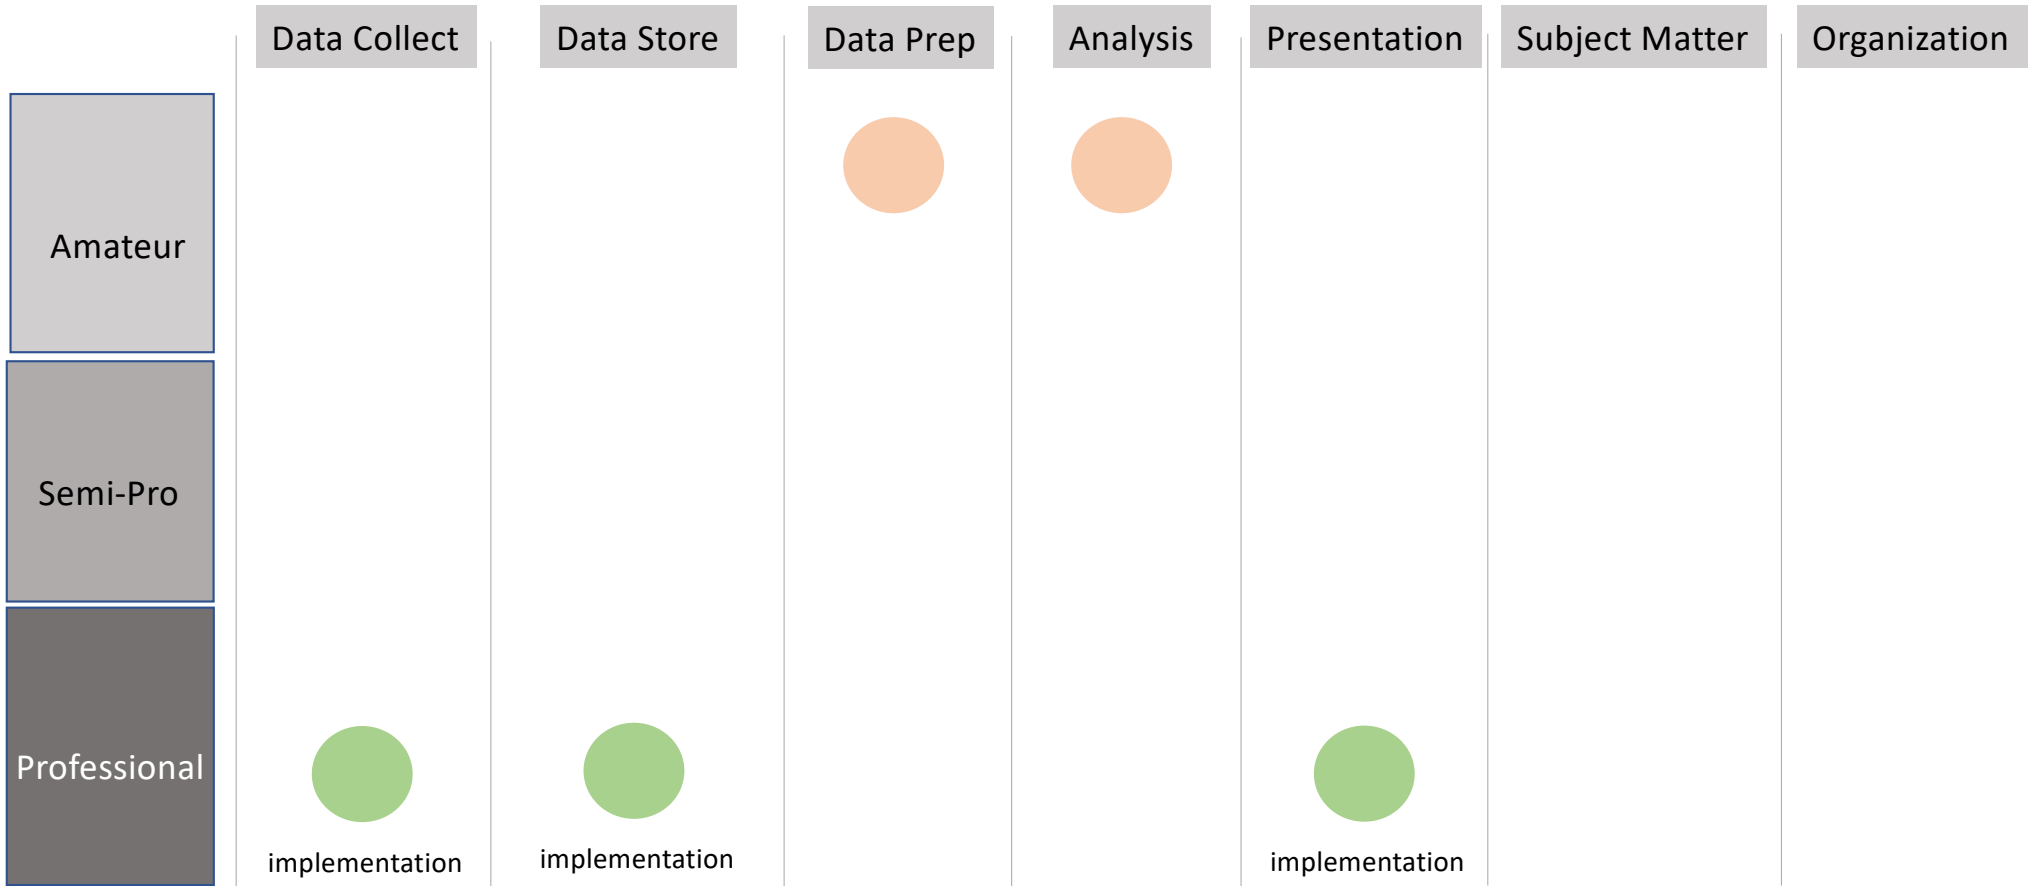 Data Collect
Data Store
Data Prep
Analysis
Presentation
Subject Matter
Organization
Amateur
Semi-Pro
Professional
implementation
implementation
implementation